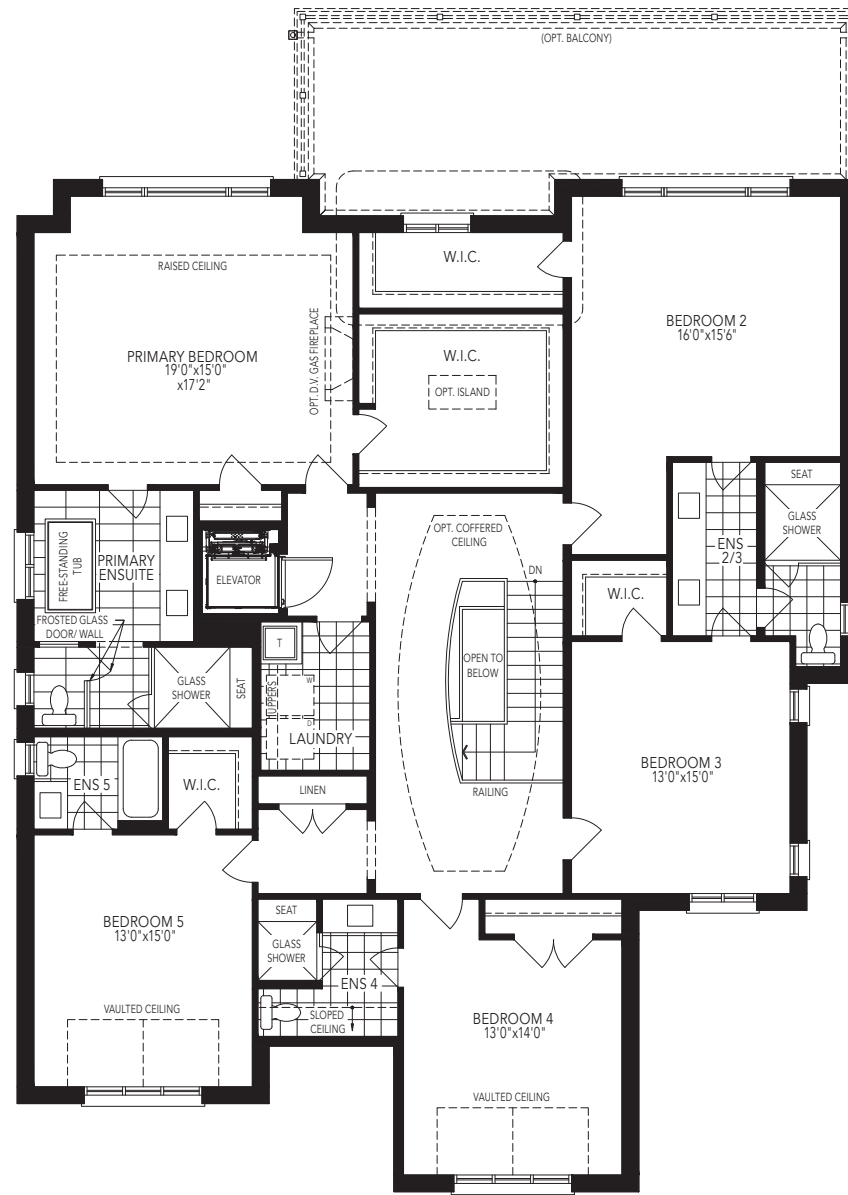 (OPT. BALCONY)
W.I.C.
RAISED CEILING
BEDROOM 2
16'0"x15'6"
OPT. D.V. GAS FIREPLACE
PRIMARY BEDROOM
19'0"x15'0"
x17'2"
W.I.C.
OPT. ISLAND
SEAT
GLASS
SHOWER
ENS
2/3
OPT. COFFERED
CEILING
DN
FREE-STANDING
TUB
PRIMARY
ENSUITE
ELEVATOR
W.I.C.
FROSTED GLASS
DOOR/ WALL
T
OPEN TO
BELOW
GLASS
SHOWER
SEAT
UPPERS
W
D
LAUNDRY
BEDROOM 3
13'0"x15'0"
ENS 5
W.I.C.
LINEN
RAILING
SEAT
GLASS
SHOWER
BEDROOM 5
13'0"x15'0"
ENS 4
SLOPED
CEILING
VAULTED CEILING
BEDROOM 4
13'0"x14'0"
VAULTED CEILING